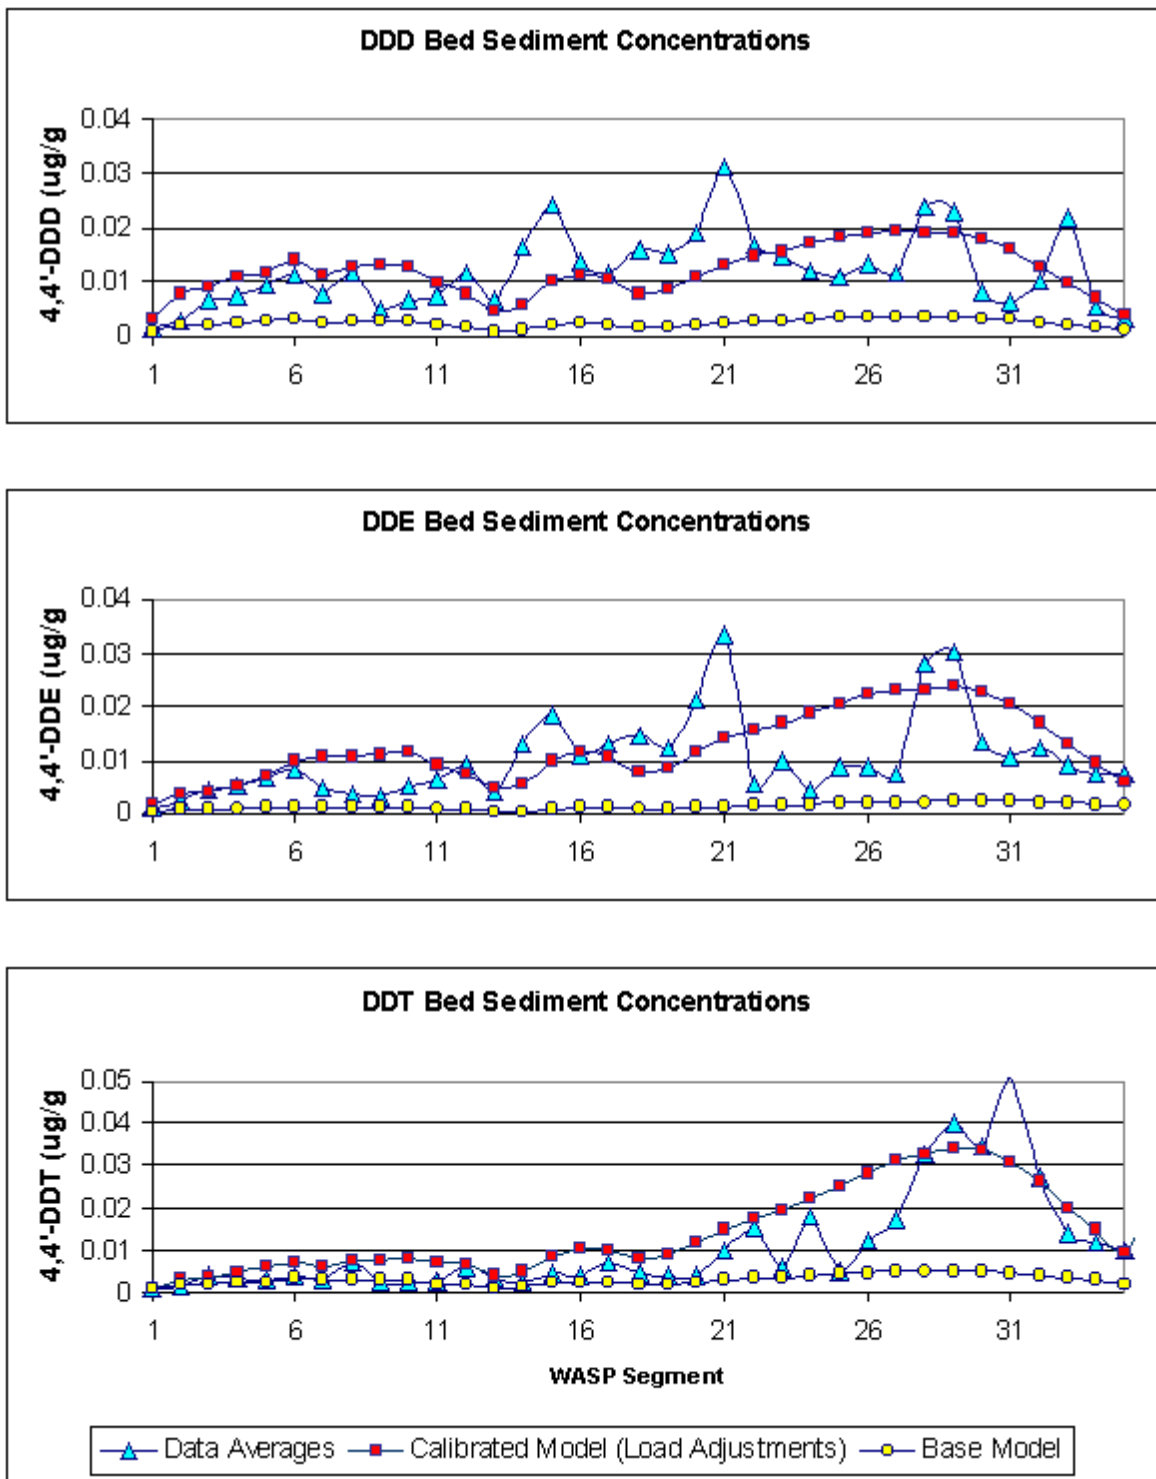 DDD Bed Sediment Concentrations
4,4'-DDD (ug/g
0.04
0.03
0.02
0.01
0
1 6 11 16 21 26 31
DDE Bed Sediment Concentrations
4,4'-DDE (ug/g
0.04
0.03
0.02
0.01
0
1 6 11 16 21 26 31
DDT Bed Sediment Concentrations
4,4'-DDT (ug/g
0.05
0.04
0.03
0.02
0.01
0
1 6 11 16 21 26 31
WASP Segment
Data Averages Calibrated Model (Load Adjustments) Base Model